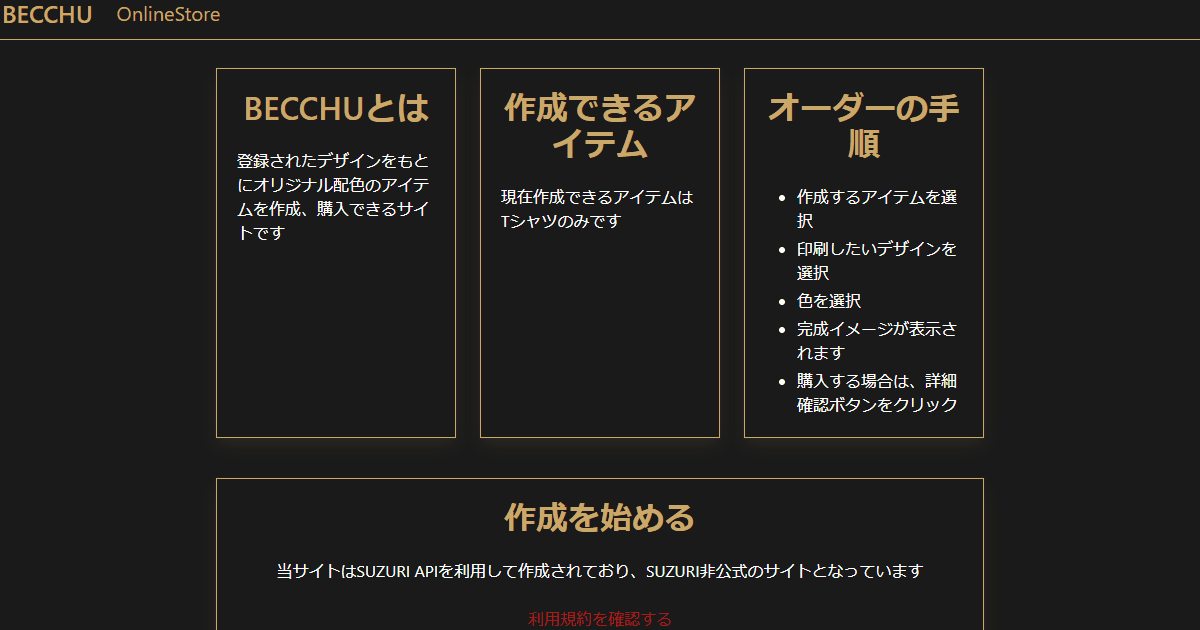 BECCHU OnlineStore
BECCHUとは
登録されたデザインをもと
にオリジナル配色のアイテ
ムを作成、購入できるサイ
トです
作成できるア
イテム
現在作成できるアイテムは
Tシャツのみです
オーダーの手
順
• 作成するアイテムを選
択
• 印刷したいデザインを
選択
• 色を選択
• 完成イメージが表示さ
れます
• 購入する場合は、詳細
確認ボタンをクリック
作成を始める
当サイトはSUZURI APIを利用して作成されており、SUZURI非公式のサイトとなっています
利用規約を確認する